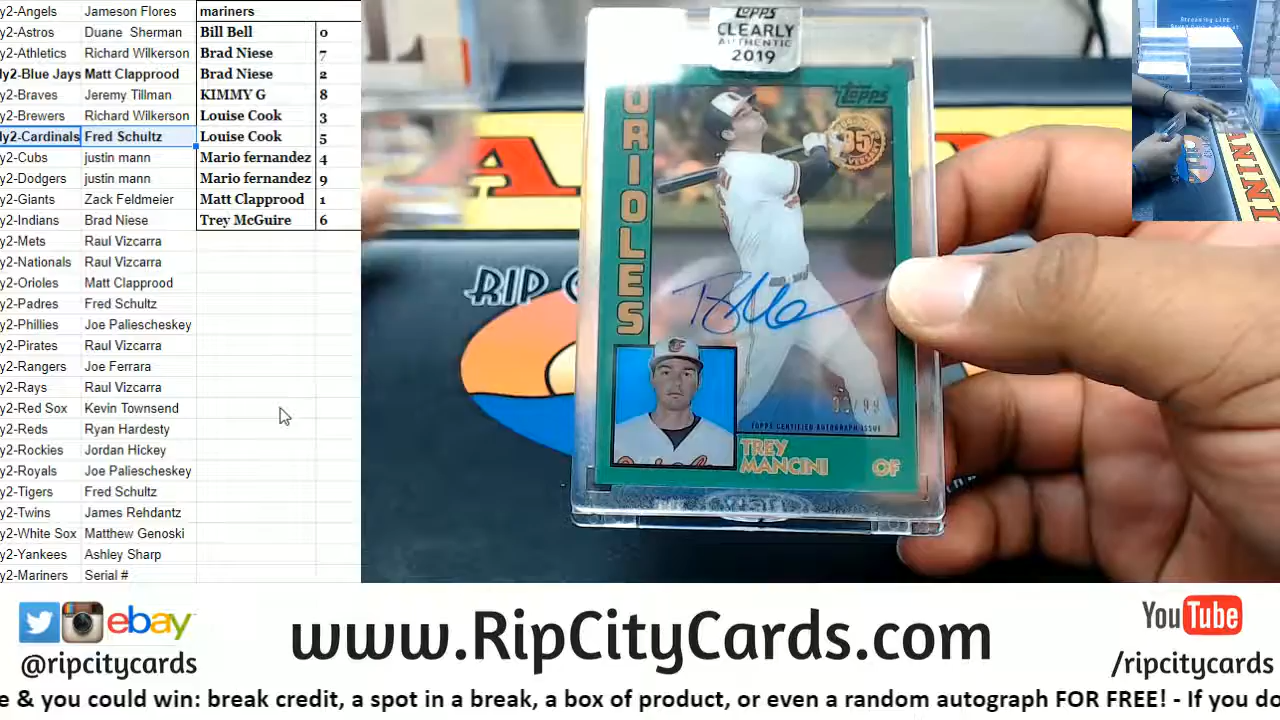 y2-Angels Jameson Flores mariners
y2-Astros Duane Sherman Bill Bell 0
y2-Athletics Richard Wilkerson Brad Niese 7
ly2-Blue Jays Matt Clapprood Brad Niese 2
y2-Braves Jeremy Tillman KIMMY G 8
y2-Brewers Richard Wilkerson Louise Cook 3
ly2-Cardinals Fred Schultz Louise Cook 5
y2-Cubs justin mann Mario fernandez 4
y2-Dodgers justin mann Mario fernandez 9
y2-Giants Zack Feldmeier Matt Clapprood 1
y2-Indians Brad Niese Trey McGuire 6
y2-Mets Raul Vizcarra
y2-Nationals Raul Vizcarra
y2-Orioles Matt Clapprood
y2-Padres Fred Schultz
y2-Phillies Joe Paliescheskey
y2-Pirates Raul Vizcarra
y2-Rangers Joe Ferrara
y2-Rays Raul Vizcarra
y2-Red Sox Kevin Townsend
y2-Reds Ryan Hardesty
y2-Rockies Jordan Hickey
y2-Royals Joe Paliescheskey
y2-Tigers Fred Schultz
y2-Twins James Rehdantz
y2-White Sox Matthew Genoski
y2-Yankees Ashley Sharp
y2-Mariners Serial #
Topps
CLEARLY
AUTHENTIC
2019
Topps
ORIOLES
35
TOPPS CERTIFIED AUTOGRAPH ISSUE
TREY
MANCINI OF
RIP
ebay
@ripcitycards
www.RipCityCards.com
YouTube
/ripcitycards
e & you could win: break credit, a spot in a break, a box of product, or even a random autograph FOR FREE! - If you do